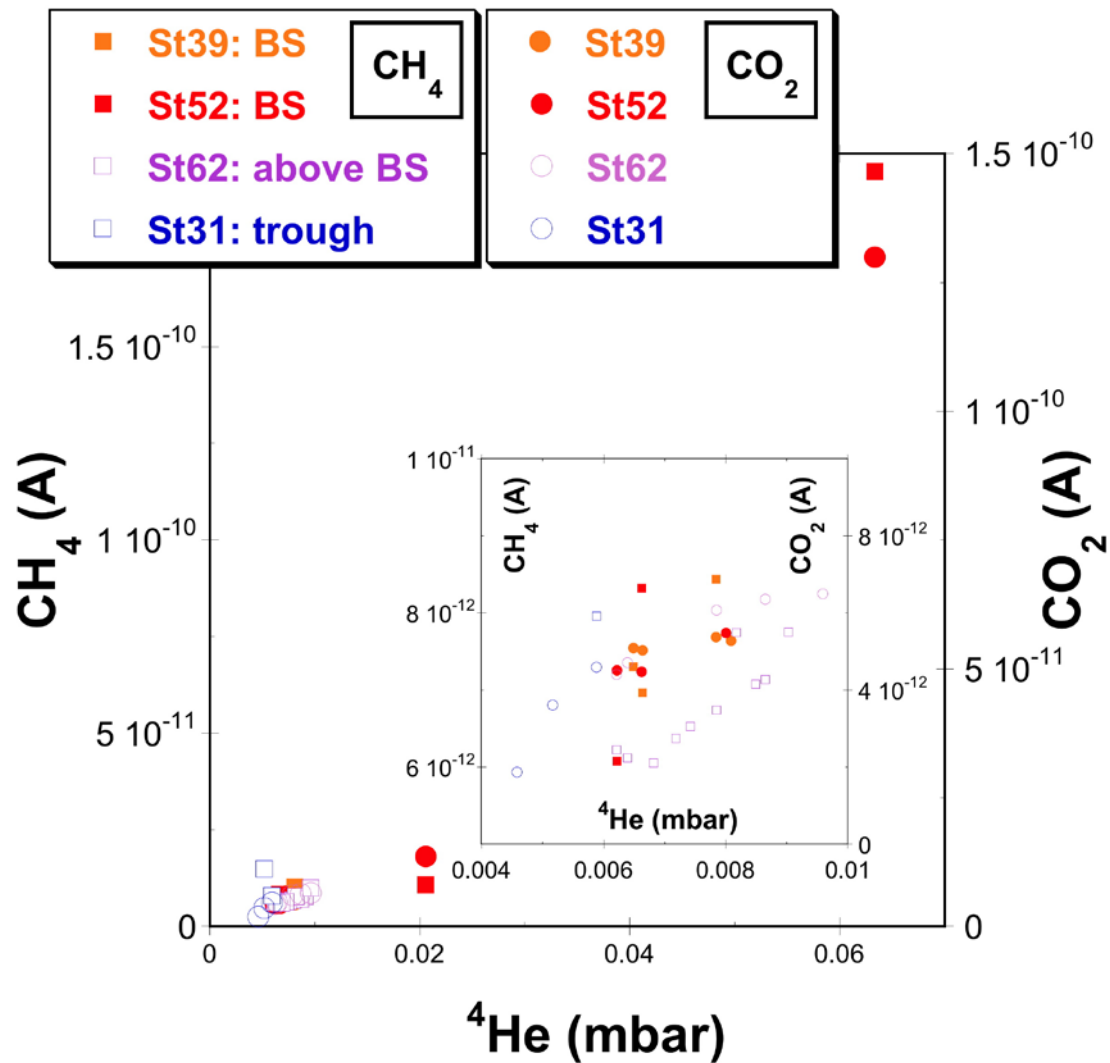 St39: BS
St52: BS
St62: above BS
St31: trough
CH4
St39
St52
St62
St31
CO2
1.5 10-10
1 10-10
5 10-11
0
CH4 (A)
1.5 10-10
1 10-10
5 10-11
0
CO2 (A)
1 10-11
8 10-12
6 10-12
CH4 (A)
CO2 (A)
8 10-12
4 10-12
0
4He (mbar)
0.004 0.006 0.008 0.01
0 0.02 0.04 0.06
4He (mbar)